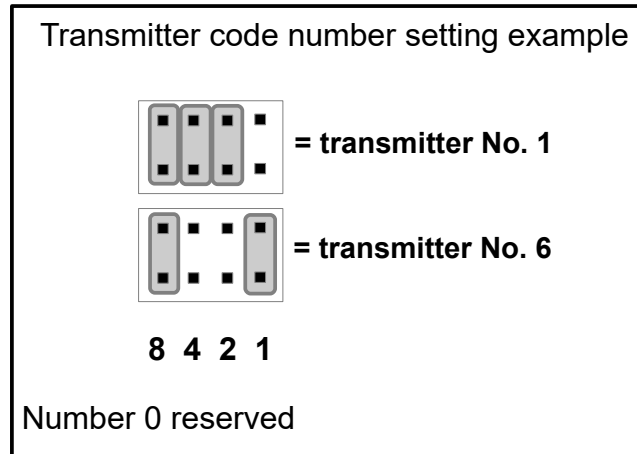 Transmitter code number setting example
= transmitter No. 1
= transmitter No. 6
8 4 2 1
Number 0 reserved